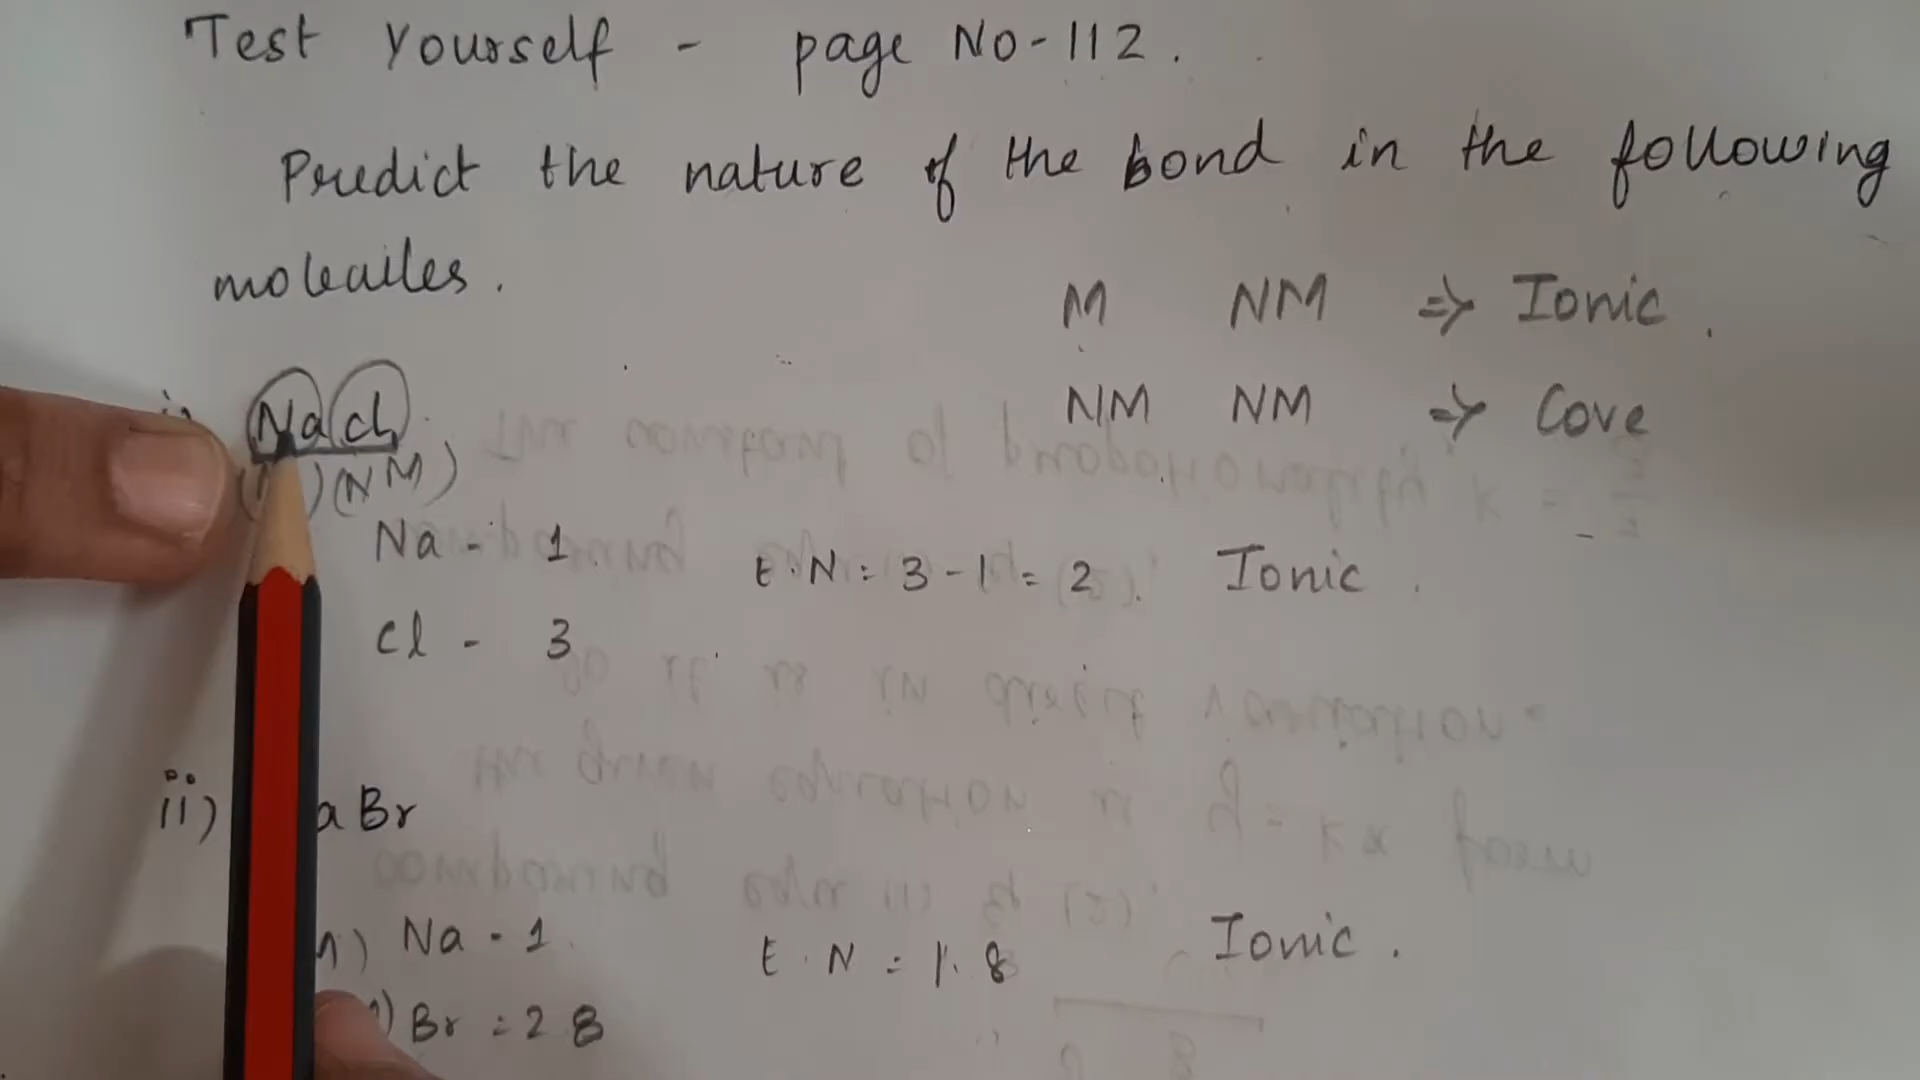 Test yourself - page No-112.
Predict the nature of the bond in the following
molecules.
M NM => Ionic.
NM NM => Cove
NaCl
(NM)
Na - 1 E.N = 3 - 1 = 2 Ionic.
Cl - 3
ii) aBr
Na - 1 E.N = 1.8 Ionic.
Br = 2 8